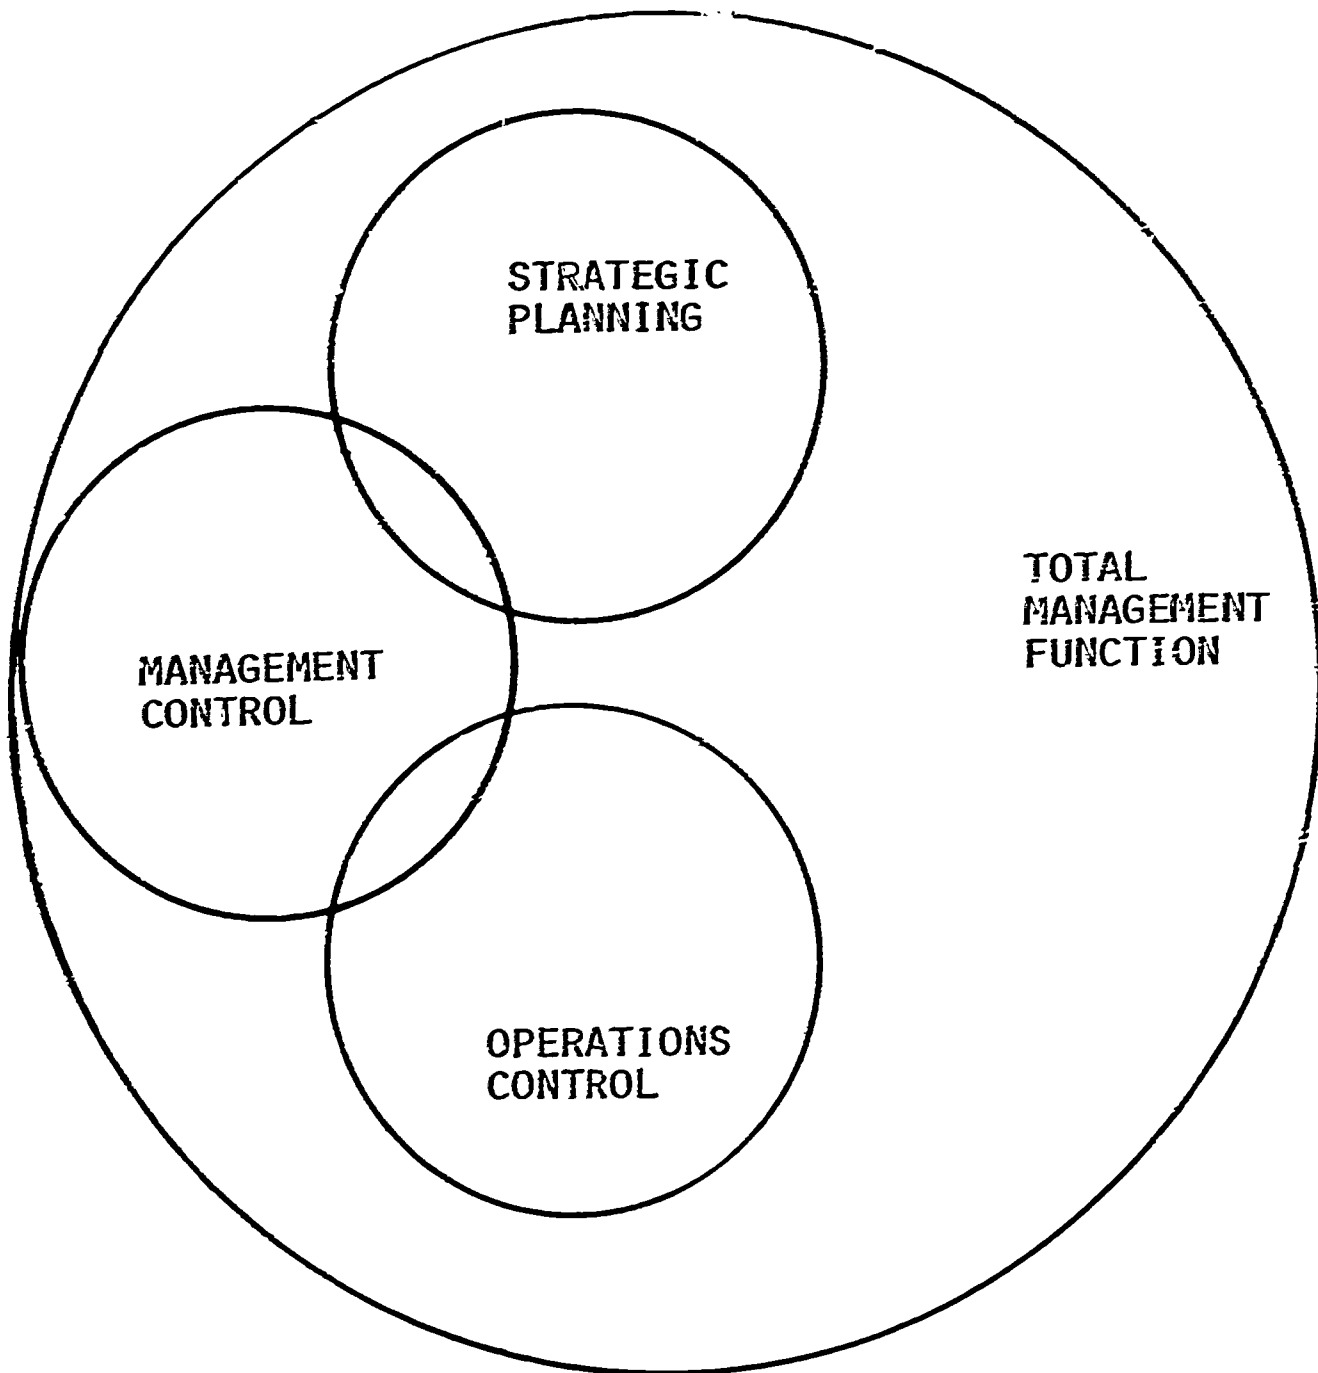 STRATEGIC
PLANNING
TOTAL
MANAGEMENT
FUNCTION
MANAGEMENT
CONTROL
OPERATIONS
CONTROL